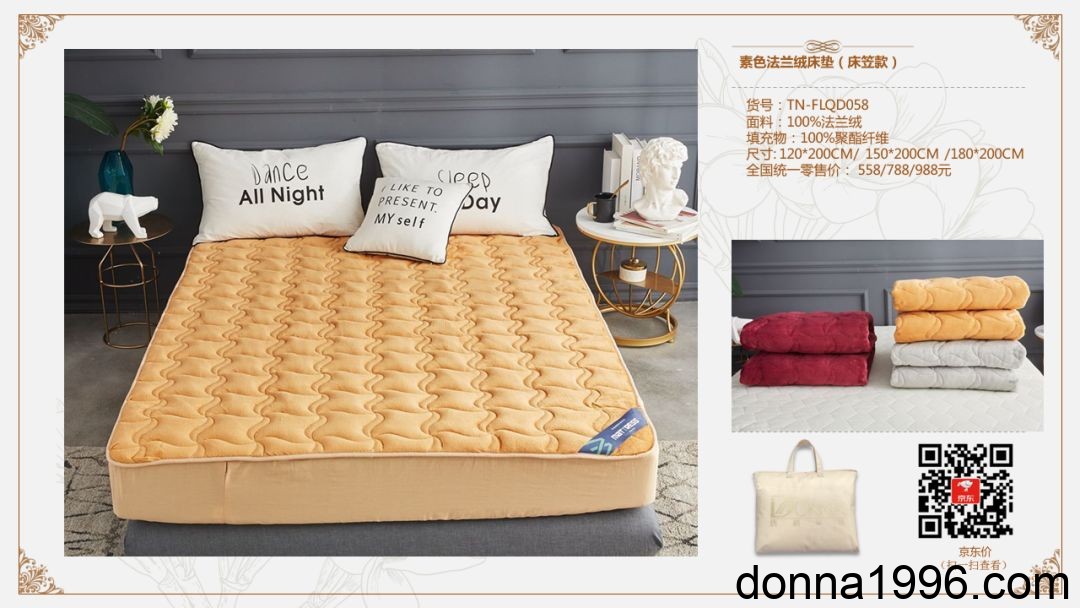 素色法兰绒床垫（床笠款）
货号：TN-FLQD058
面料：100%法兰绒
填充物：100%聚酯纤维
尺寸: 120*200CM/ 150*200CM /180*200CM
全国统一零售价： 558/788/988元
Dance
All Night
SLEEP
Day
I LIKE TO
PRESENT.
MY self
京东
京东价
（扫一扫查看）
donna1996.com